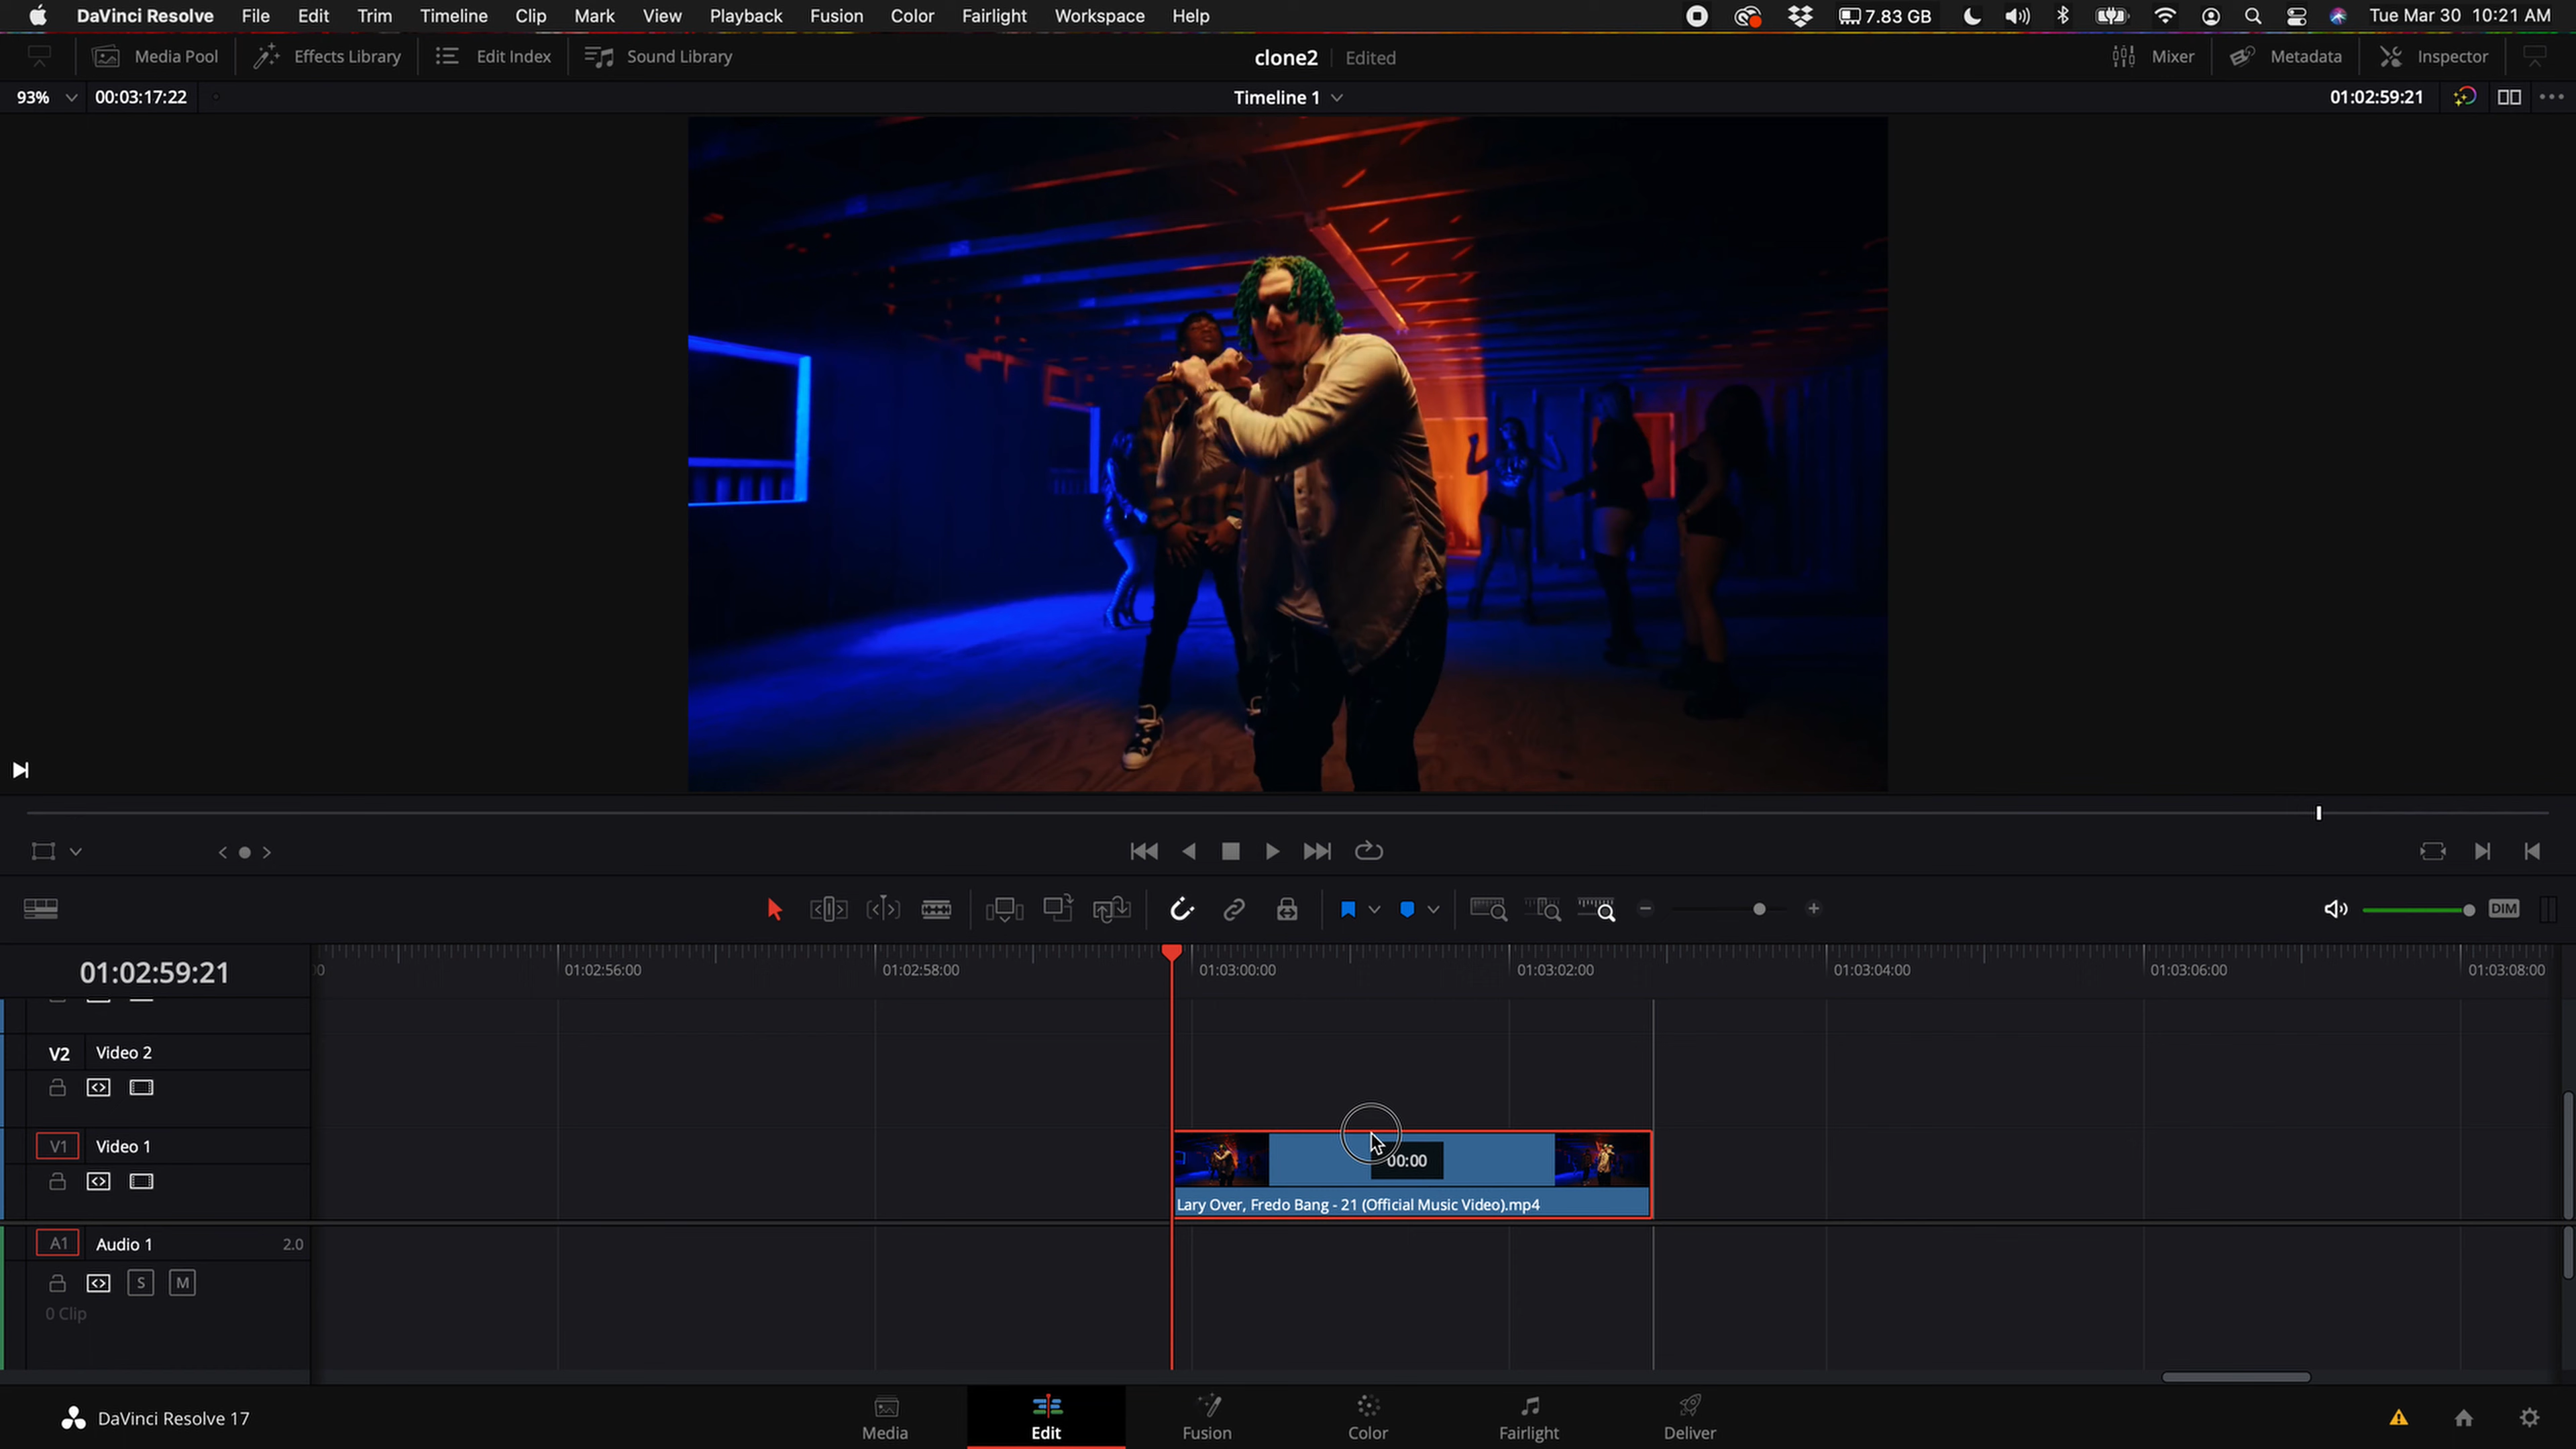 DaVinci Resolve File Edit Trim Timeline Clip Mark View Playback Fusion Color Fairlight Workspace Help 7.83 GB Tue Mar 30 10:21 AM
Media Pool Effects Library Edit Index Sound Library clone2 Edited Mixer Metadata Inspector
93% 00:03:17:22 Timeline 1 01:02:59:21
DIM
01:02:59:21 00 01:02:56:00 01:02:58:00 01:03:00:00 01:03:02:00 01:03:04:00 01:03:06:00 01:03:08:00
V2 Video 2
V1 Video 1
00:00
Lary Over, Fredo Bang - 21 (Official Music Video).mp4
A1 Audio 1 2.0
S M
0 Clip
DaVinci Resolve 17 Media Edit Fusion Color Fairlight Deliver